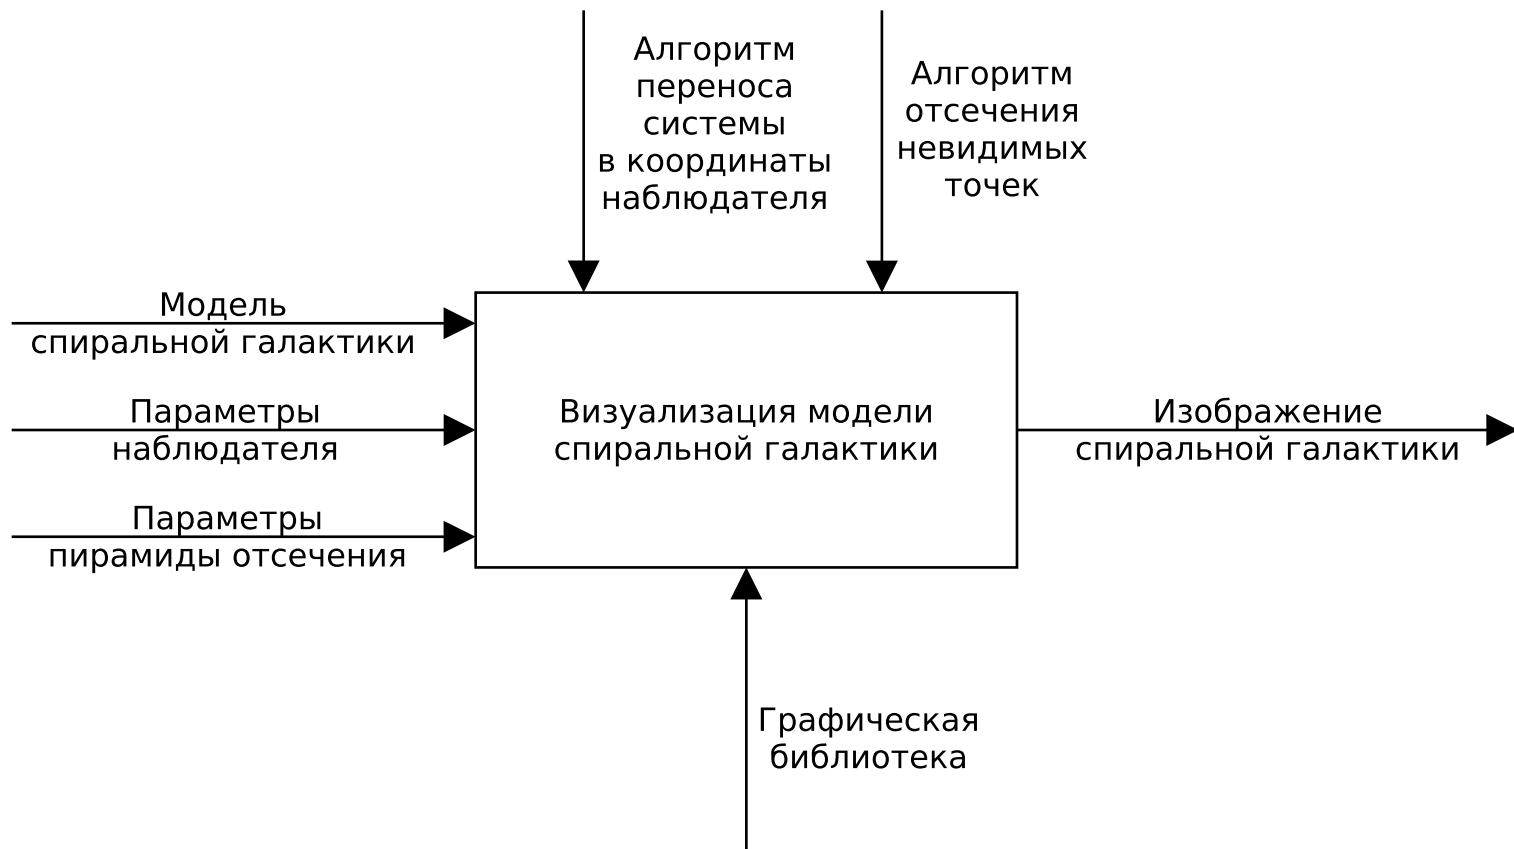 Алгоритм
переноса
системы
в координаты
наблюдателя
Алгоритм
отсечения
невидимых
точек
Модель
спиральной галактики
Параметры
наблюдателя
Параметры
пирамиды отсечения
Визуализация модели
спиральной галактики
Изображение
спиральной галактики
Графическая
библиотека